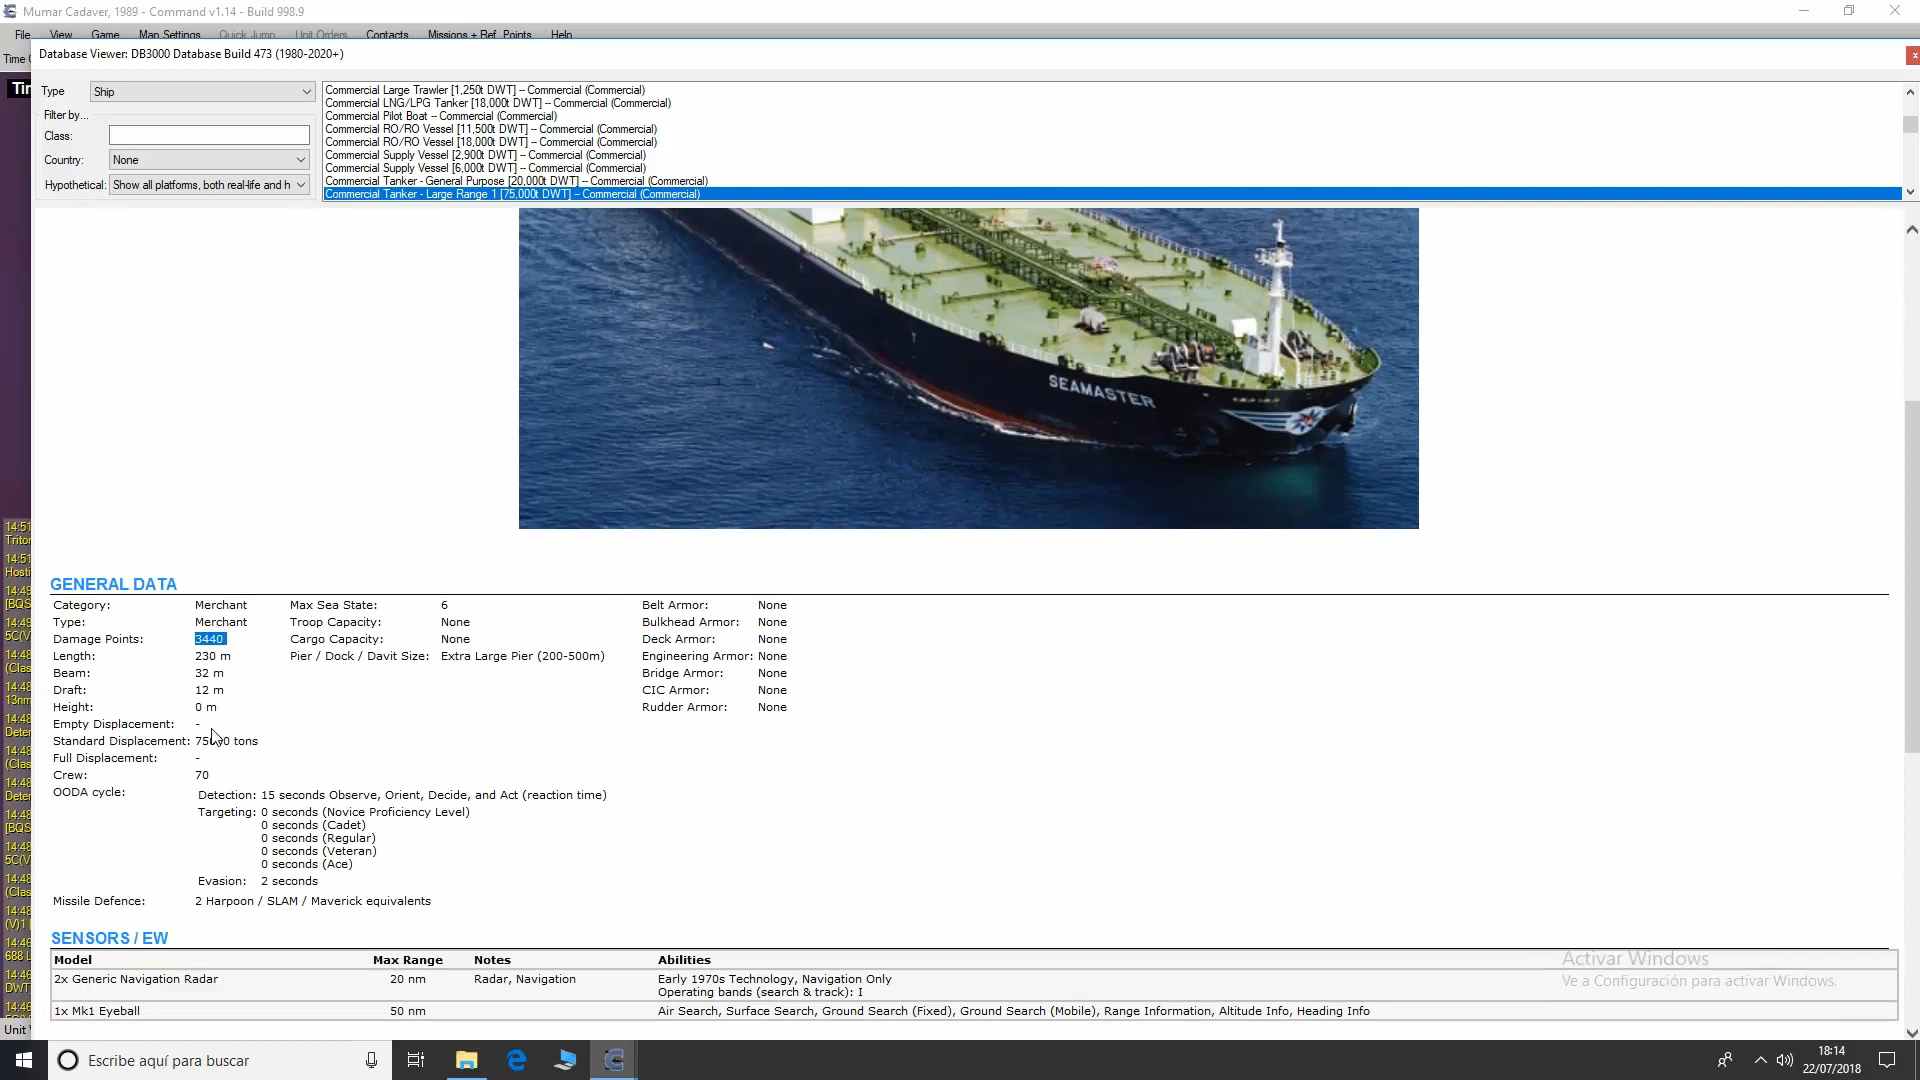 Mumar Cadaver, 1989 - Command v1.14 - Build 998.9
File View Game Map Settings Quick Jump Unit Orders Contacts Missions + Ref. Points Help
Database Viewer: DB3000 Database Build 473 (1980-2020+)
Time
Type Ship
Filter by...
Class:
Country: None
Hypothetical: Show all platforms, both real-life and h
Commercial Large Trawler [1,250t DWT] -- Commercial (Commercial)
Commercial LNG/LPG Tanker [18,000t DWT] -- Commercial (Commercial)
Commercial Pilot Boat -- Commercial (Commercial)
Commercial RO/RO Vessel [11,500t DWT] -- Commercial (Commercial)
Commercial RO/RO Vessel [18,000t DWT] -- Commercial (Commercial)
Commercial Supply Vessel [2,900t DWT] -- Commercial (Commercial)
Commercial Supply Vessel [6,000t DWT] -- Commercial (Commercial)
Commercial Tanker - General Purpose [20,000t DWT] -- Commercial (Commercial)
Commercial Tanker - Large Range 1 [75,000t DWT] -- Commercial (Commercial)
SEAMASTER
GENERAL DATA
Category: Merchant Max Sea State: 6 Belt Armor: None
Type: Merchant Troop Capacity: None Bulkhead Armor: None
Damage Points: 3440 Cargo Capacity: None Deck Armor: None
Length: 230 m Pier / Dock / Davit Size: Extra Large Pier (200-500m) Engineering Armor: None
Beam: 32 m Bridge Armor: None
Draft: 12 m CIC Armor: None
Height: 0 m Rudder Armor: None
Empty Displacement: -
Standard Displacement: tons
Full Displacement: -
Crew: 70
OODA cycle: Detection: 15 seconds Observe, Orient, Decide, and Act (reaction time)
Targeting: 0 seconds (Novice Proficiency Level)
0 seconds (Cadet)
0 seconds (Regular)
0 seconds (Veteran)
0 seconds (Ace)
Evasion: 2 seconds
Missile Defence: 2 Harpoon / SLAM / Maverick equivalents
SENSORS / EW
Model Max Range Notes Abilities
2x Generic Navigation Radar 20 nm Radar, Navigation Early 1970s Technology, Navigation Only
Operating bands (search & track): I
1x Mk1 Eyeball 50 nm Air Search, Surface Search, Ground Search (Fixed), Ground Search (Mobile), Range Information, Altitude Info, Heading Info
Activar Windows
Ve a Configuración para activar Windows.
Unit
Escribe aquí para buscar
18:14
22/07/2018